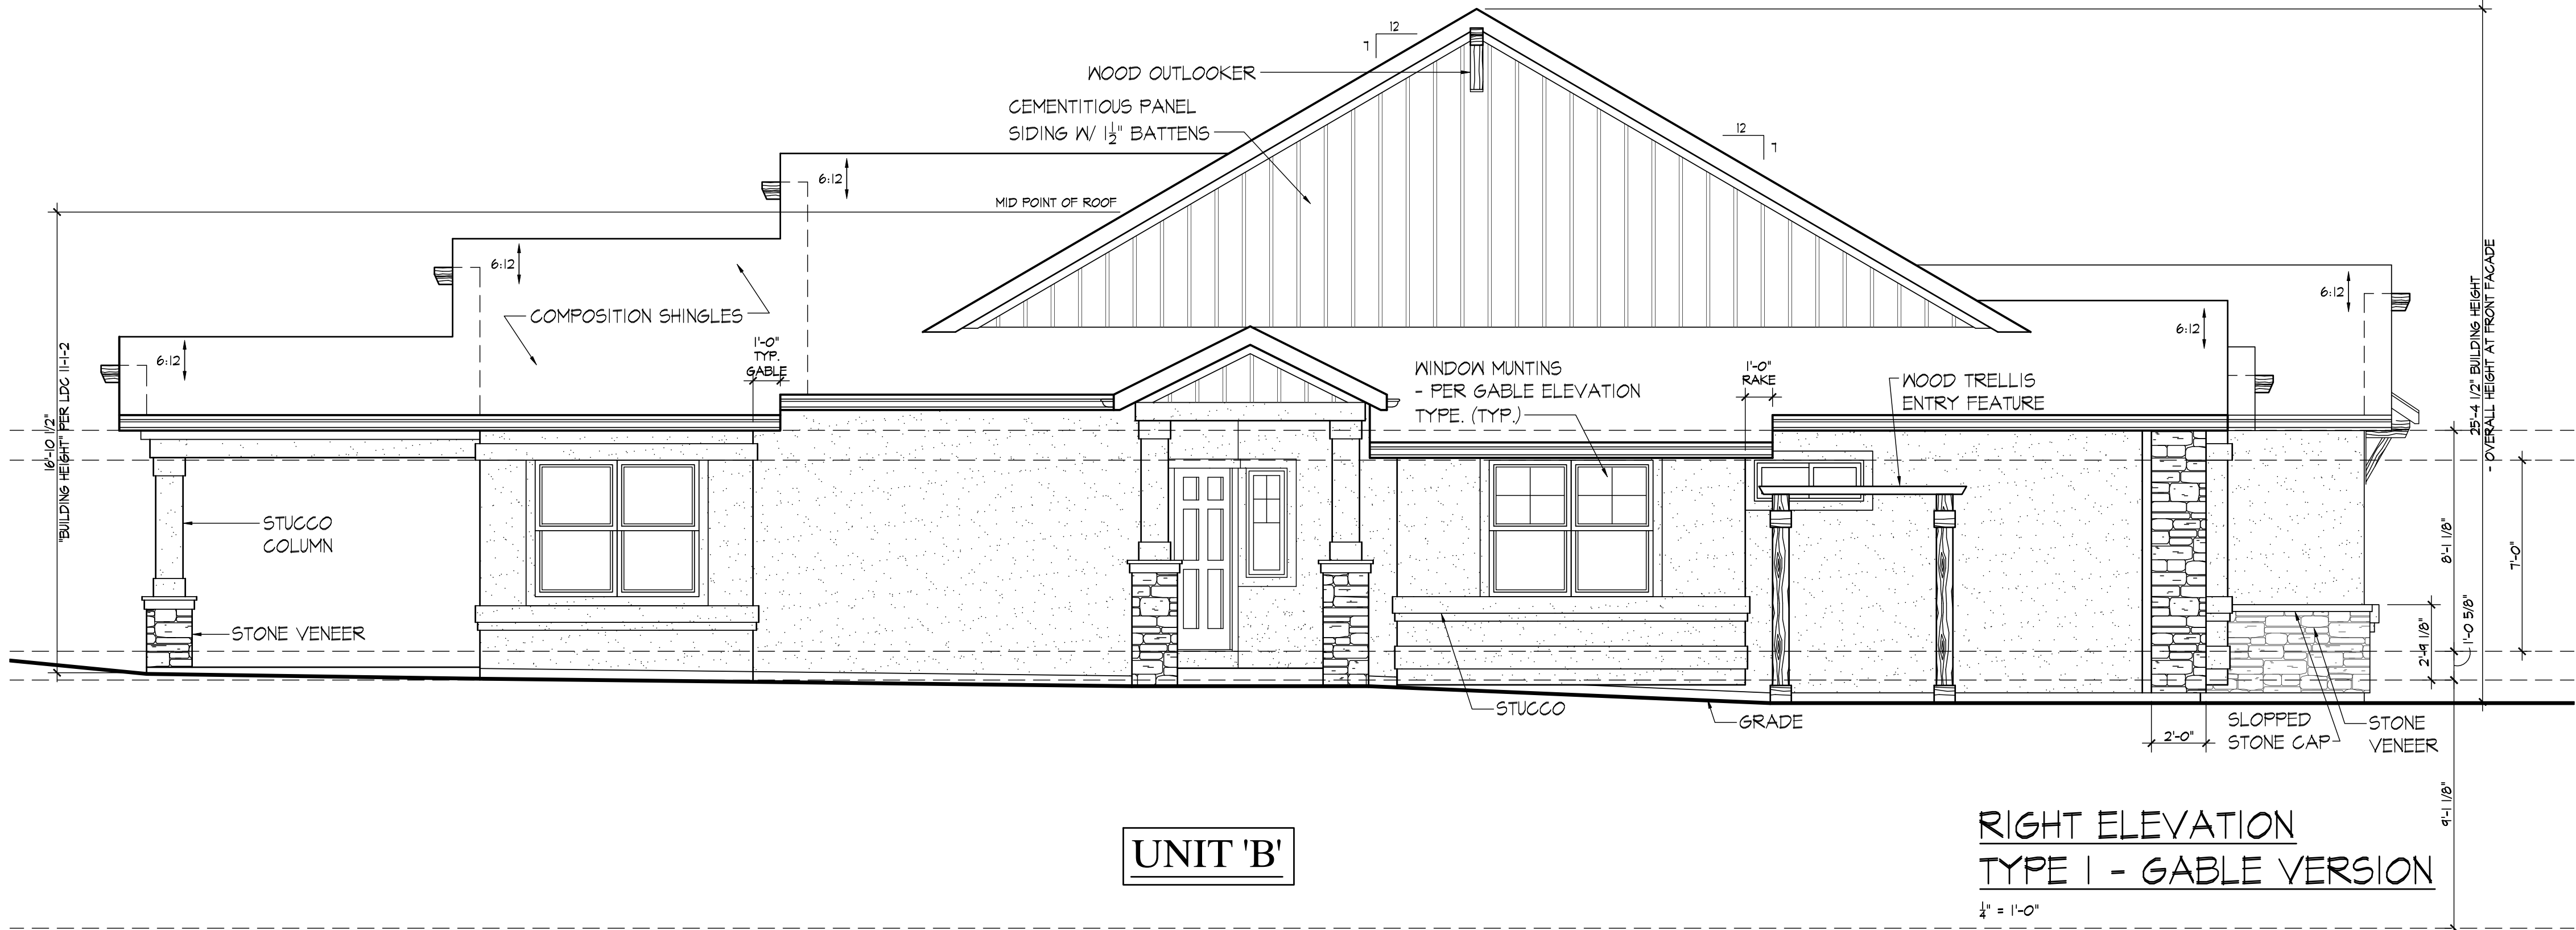 12
7
WOOD OUTLOOKER
CEMENTITIOUS PANEL
SIDING W/ 1½" BATTENS
12
7
6:12
MID POINT OF ROOF
6:12
6:12
COMPOSITION SHINGLES
6:12
6:12
6:12
1'-0"
TYP.
GABLE
WINDOW MUNTINS
- PER GABLE ELEVATION
TYPE. (TYP.)
1'-0"
RAKE
WOOD TRELLIS
ENTRY FEATURE
16'-10 1/2"
"BUILDING HEIGHT" PER LDC 11-1-2
25'-4 1/2" BUILDING HEIGHT
- OVERALL HEIGHT AT FRONT FACADE
STUCCO
COLUMN
STONE VENEER
8'-1 1/8"
7'-0"
2'-9 1/8"
1'-0 5/8"
STUCCO
GRADE
2'-0"
SLOPPED
STONE CAP
STONE
VENEER
9'-1 1/8"
UNIT 'B'
RIGHT ELEVATION
TYPE 1 - GABLE VERSION
¼" = 1'-0"